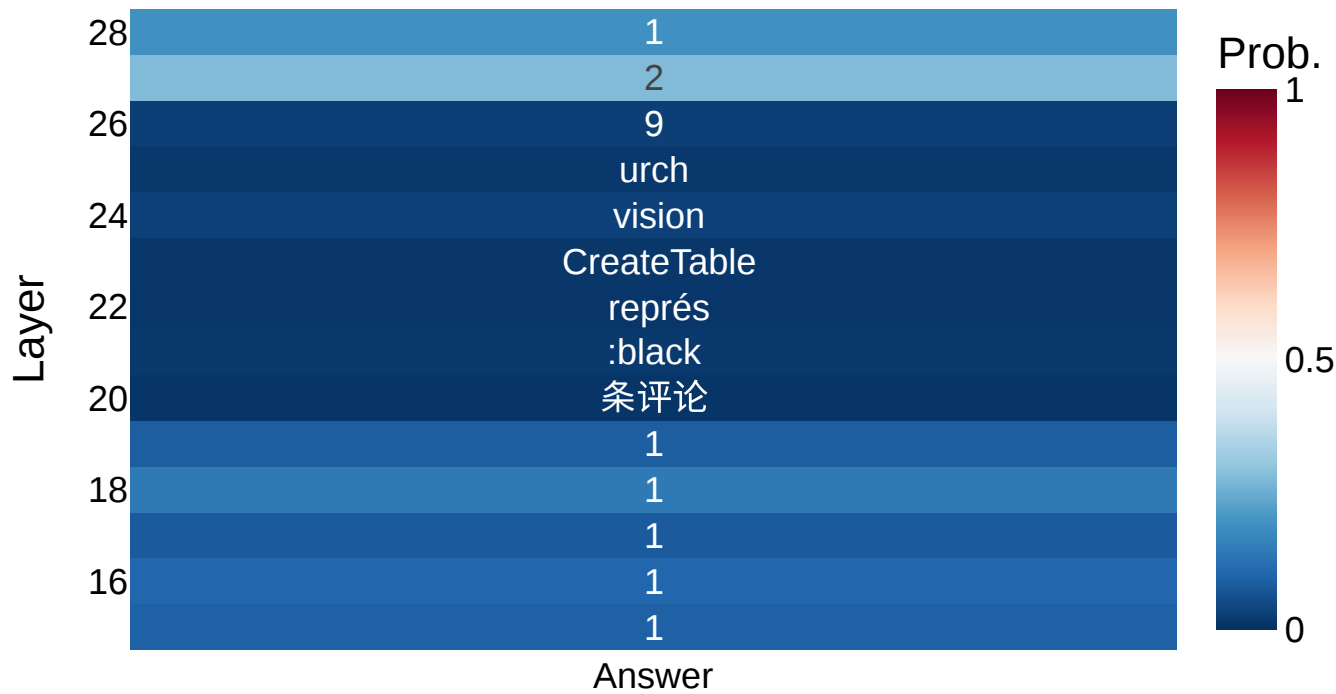 28
1
Prob.
2
1
26
9
urch
24
vision
CreateTable
22
représ
Layer
:black
0.5
20
条评论
1
18
1
1
16
1
1
0
Answer